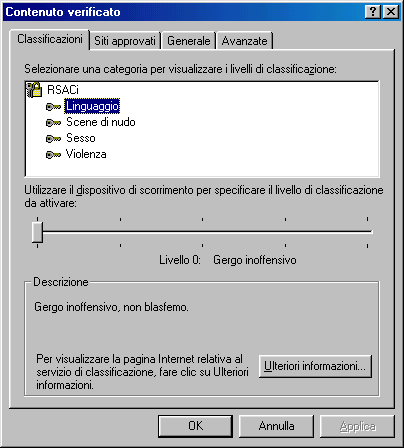 Contenuto verificato
Classificazioni Siti approvati Generale Avanzate
Selezionare una categoria per visualizzare i livelli di classificazione:
RSACi
Linguaggio
Scene di nudo
Sesso
Violenza
Utilizzare il dispositivo di scorrimento per specificare il livello di classificazione
da attivare:
Livello 0: Gergo inoffensivo
Descrizione
Gergo inoffensivo, non blasfemo.
Per visualizzare la pagina Internet relativa al
servizio di classificazione, fare clic su Ulteriori
informazioni.
Ulteriori informazioni...
OK Annulla Applica